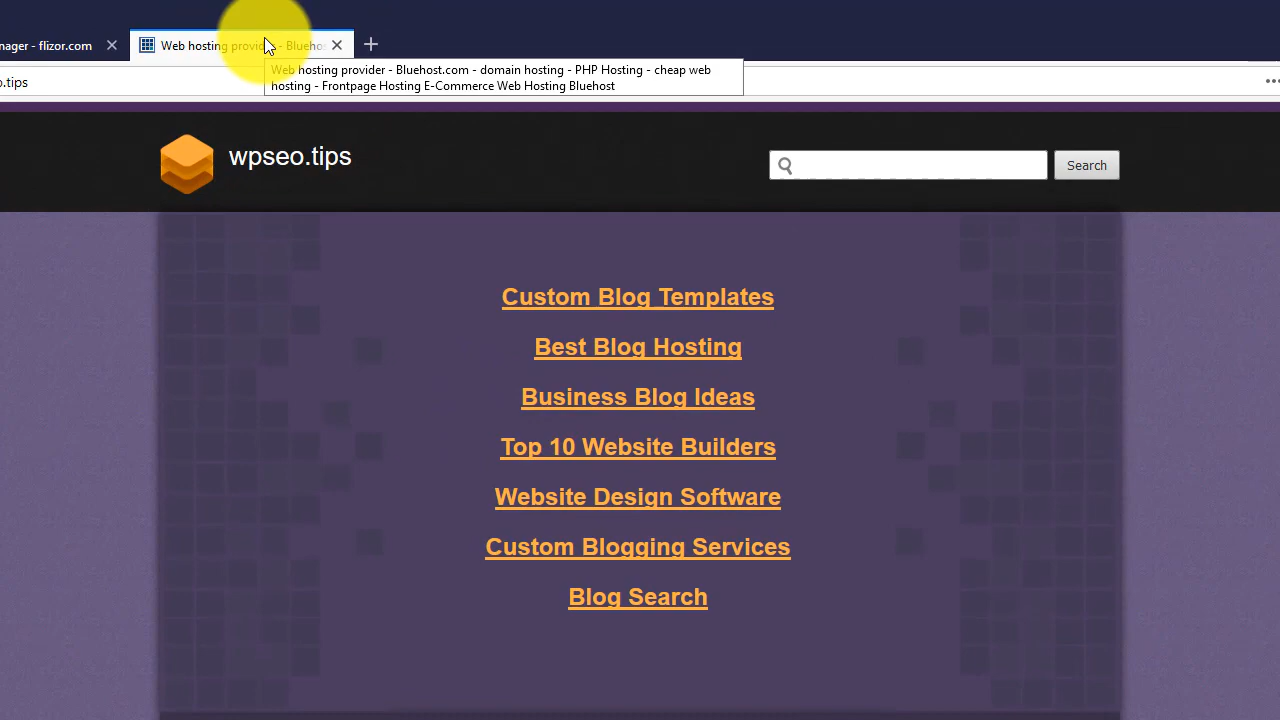 nager - flizor.com
Web hosting provider - Blueho
o.tips
Web hosting provider - Bluehost.com - domain hosting - PHP Hosting - cheap web
hosting - Frontpage Hosting E-Commerce Web Hosting Bluehost
wpseo.tips
Search
Custom Blog Templates
Best Blog Hosting
Business Blog Ideas
Top 10 Website Builders
Website Design Software
Custom Blogging Services
Blog Search